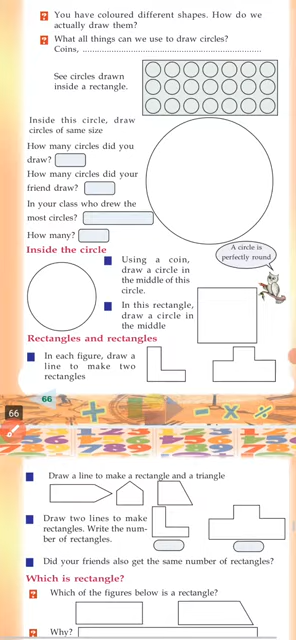 You have coloured different shapes. How do we
actually draw them?
What all things can we use to draw circles?
Coins, ............................................................
See circles drawn
inside a rectangle.
Inside this circle, draw
circles of same size
How many circles did you
draw?
How many circles did your
friend draw?
In your class who drew the
most circles?
How many?
A circle is
perfectly round
Inside the circle
Using a coin,
draw a circle in
the middle of this
circle.
In this rectangle,
draw a circle in
the middle
Rectangles and rectangles
In each figure, draw a
line to make two
rectangles
66
66
Draw a line to make a rectangle and a triangle
Draw two lines to make
rectangles. Write the num-
ber of rectangles.
Did your friends also get the same number of rectangles?
Which is rectangle?
Which of the figures below is a rectangle?
Why?